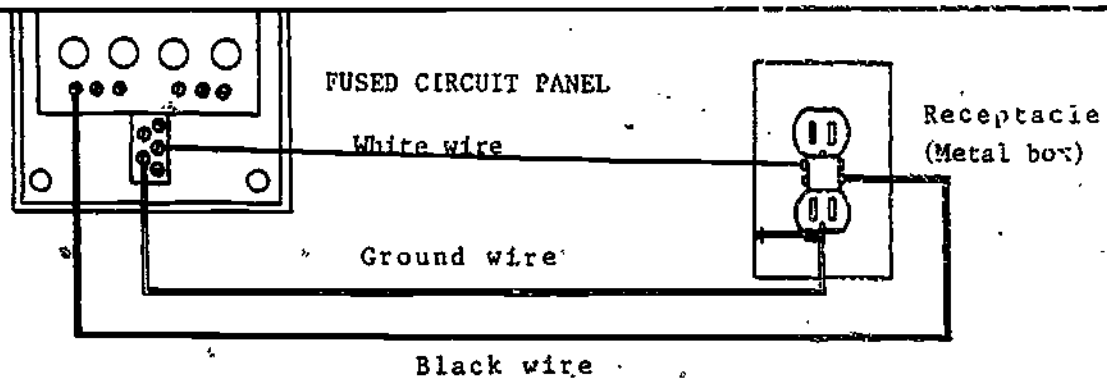 FUSED CIRCUIT PANEL
White wire
Receptacle
(Metal box)
Ground wire
Black wire